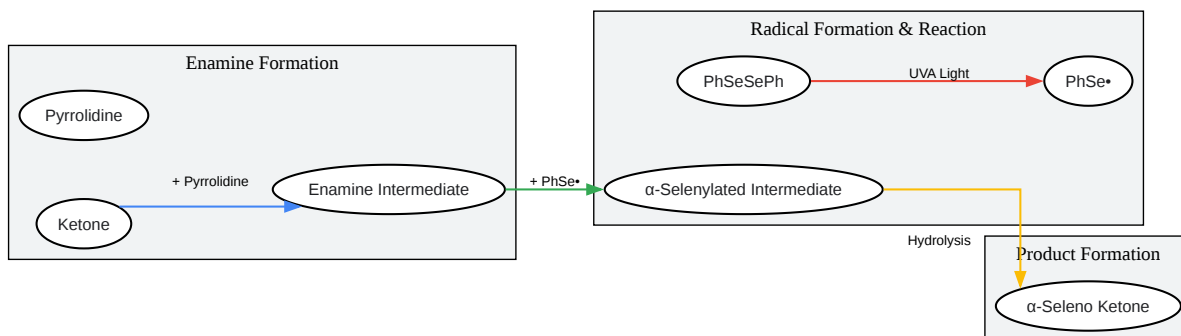 Radical Formation & Reaction
Enamine Formation
PhSeSePh
UVA Light
PhSe•
Pyrrolidine
+ Pyrrolidine
Enamine Intermediate
+ PhSe•
α-Selenylated Intermediate
Ketone
Hydrolysis
Product Formation
α-Seleno Ketone